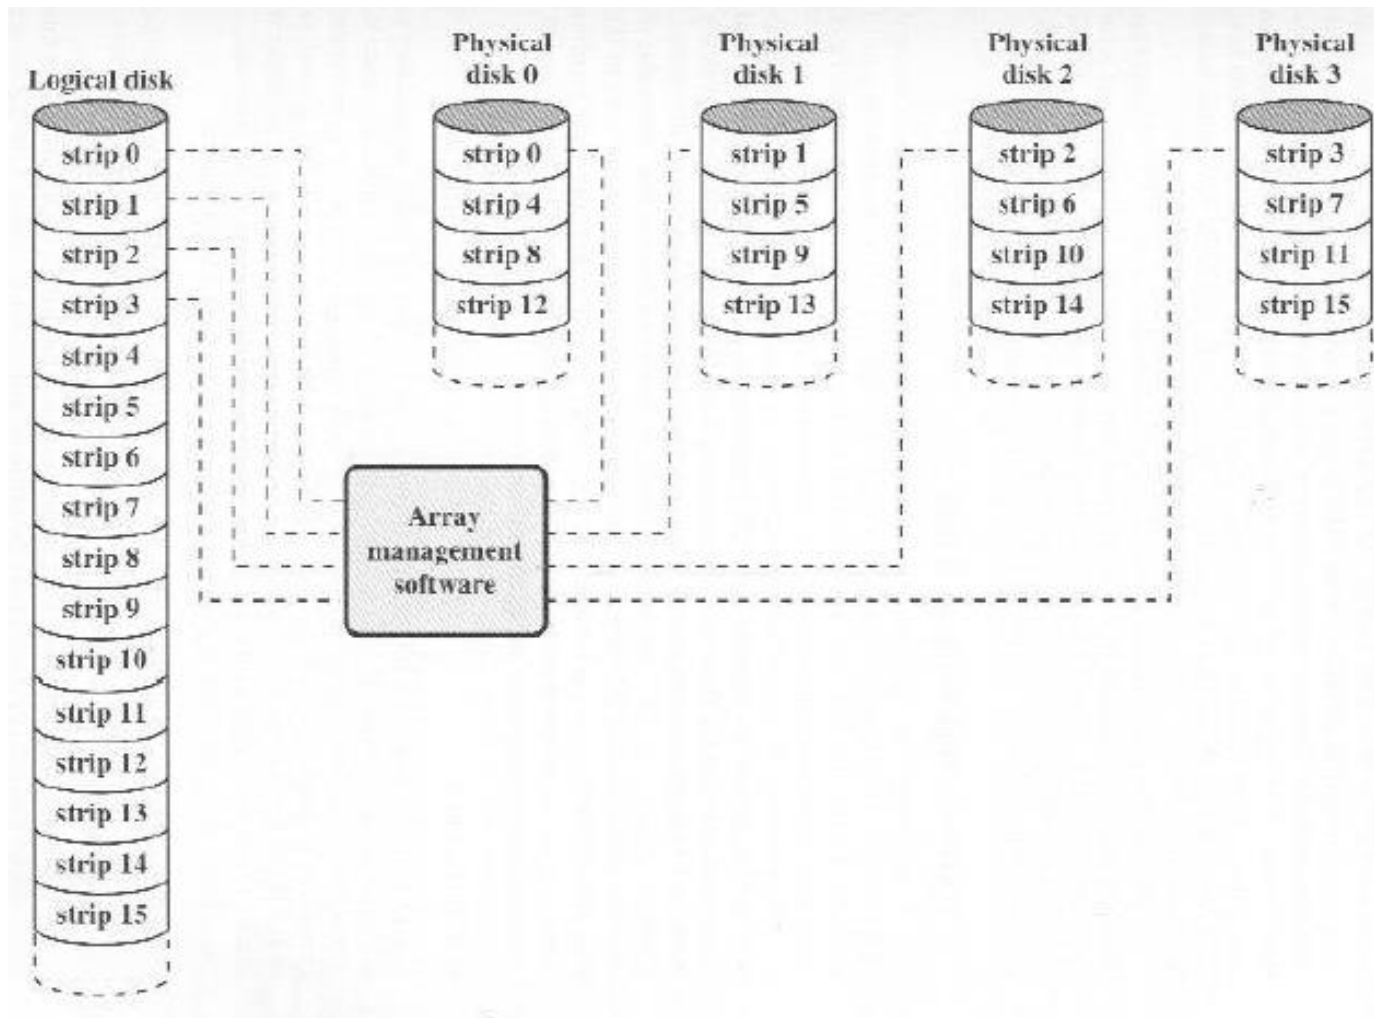 Logical disk
strip 0
strip 1
strip 2
strip 3
strip 4
strip 5
strip 6
strip 7
strip 8
strip 9
strip 10
strip 11
strip 12
strip 13
strip 14
strip 15
Physical
disk 0
strip 0
strip 4
strip 8
strip 12
Physical
disk 1
strip 1
strip 5
strip 9
strip 13
Physical
disk 2
strip 2
strip 6
strip 10
strip 14
Physical
disk 3
strip 3
strip 7
strip 11
strip 15
Array
management
software